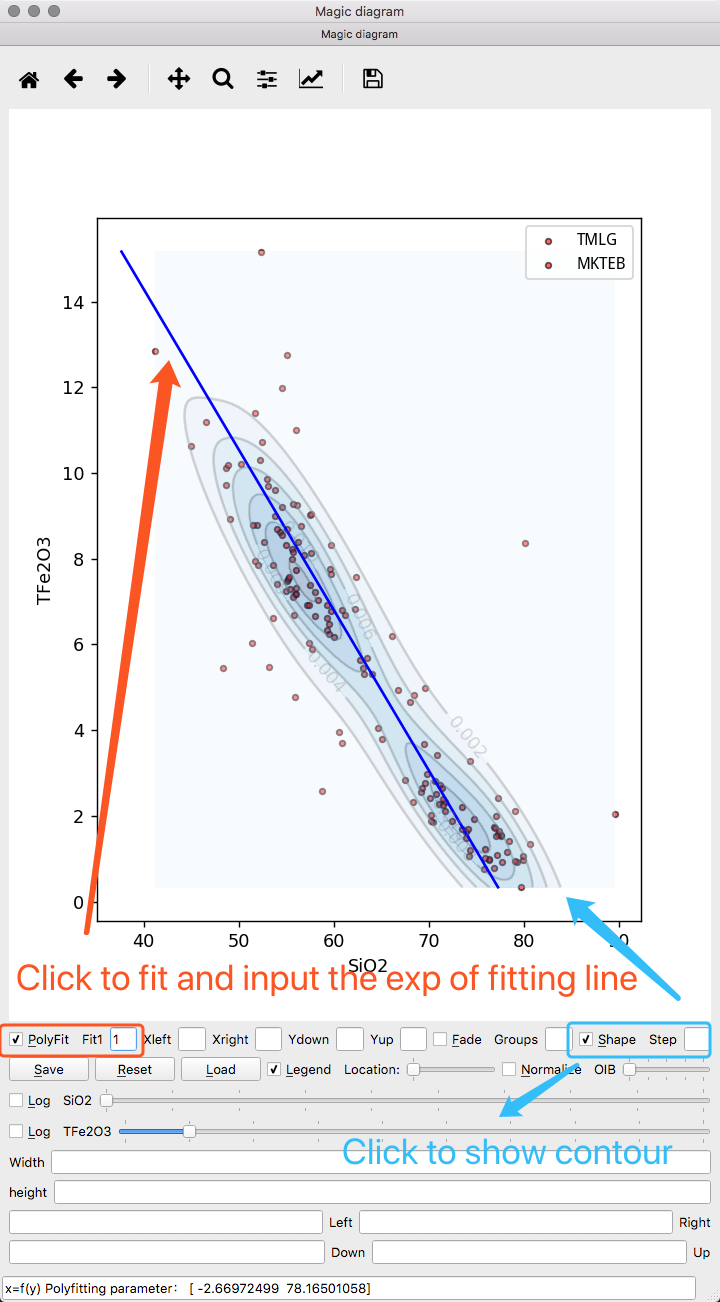 Magic diagram
Magic diagram
TMLG
MKTEB
14
12
10
8
6
4
2
0
TFe2O3
0.006
0.004
0.002
40
50
60
70
80
SiO2
Click to fit and input the exp of fitting line
PolyFit Fit1 1 Xleft Xright Ydown Yup Fade Groups Shape Step
Save Reset Load Legend Location: Normalize OIB
Log SiO2
Log TFe2O3
Click to show contour
Width
height
Left Right
Down Up
x=f(y) Polyfitting parameter: [ -2.66972499 78.16501058]